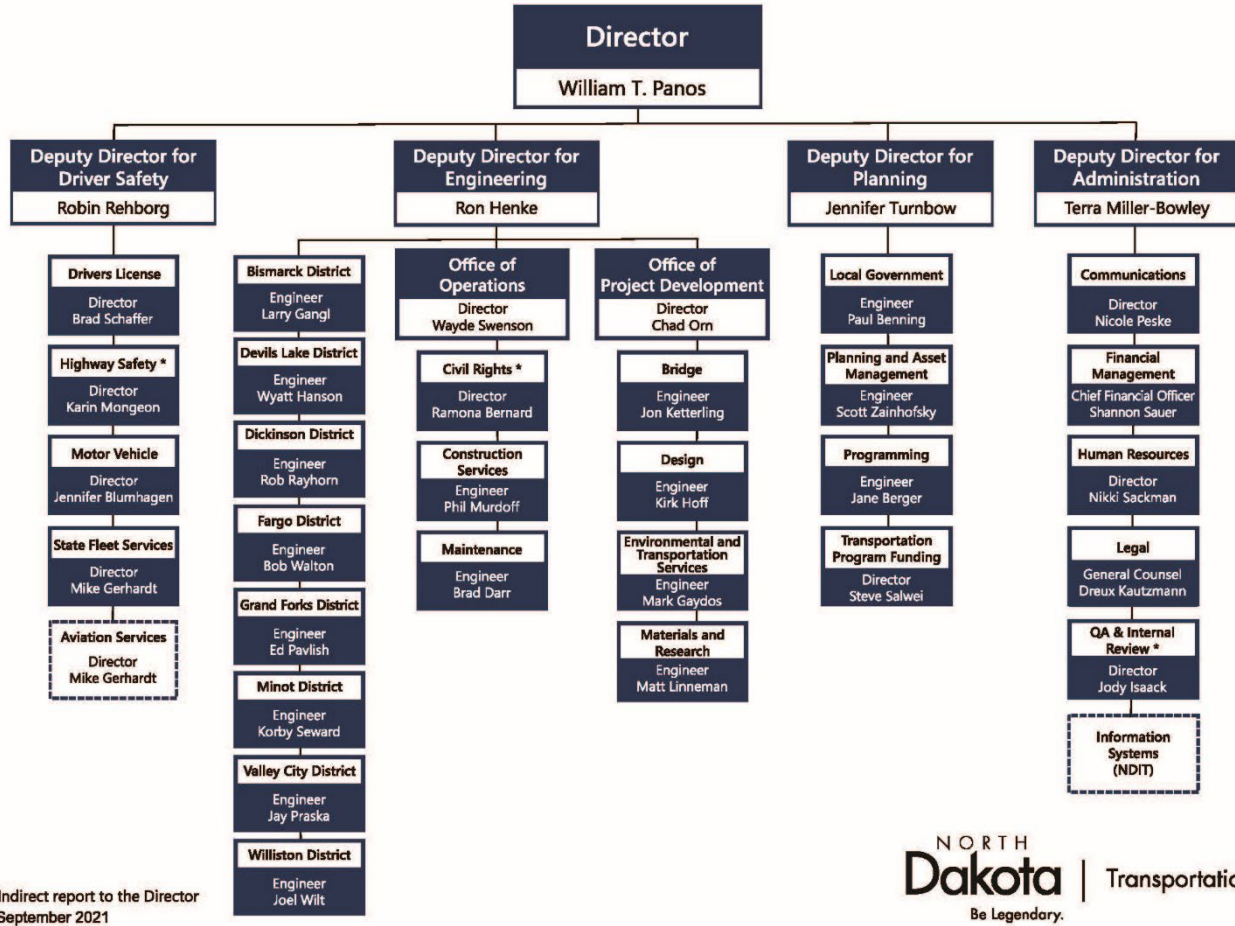 Director
William T. Panos
Deputy Director for
Driver Safety
Robin Rehborg
Drivers License
Director
Brad Schaffer
Highway Safety *
Director
Karin Mongeon
Motor Vehicle
Director
Jennifer Blumhagen
State Fleet Services
Director
Mike Gerhardt
Aviation Services
Director
Mike Gerhardt
Deputy Director for
Engineering
Ron Henke
Bismarck District
Engineer
Larry Gangl
Devils Lake District
Engineer
Wyatt Hanson
Dickinson District
Engineer
Rob Rayhorn
Fargo District
Engineer
Bob Walton
Grand Forks District
Engineer
Ed Pavlish
Minot District
Engineer
Korby Seward
Valley City District
Engineer
Jay Praska
Williston District
Engineer
Joel Wilt
Office of
Operations
Director
Wayde Swenson
Civil Rights *
Director
Ramona Bernard
Construction
Services
Engineer
Phil Murdoff
Maintenance
Engineer
Brad Darr
Office of
Project Development
Director
Chad Orn
Bridge
Engineer
Jon Ketterling
Design
Engineer
Kirk Hoff
Environmental and
Transportation
Services
Engineer
Mark Gaydos
Materials and
Research
Engineer
Matt Linneman
Deputy Director for
Planning
Jennifer Turnbow
Local Government
Engineer
Paul Benning
Planning and Asset
Management
Engineer
Scott Zainhofsky
Programming
Engineer
Jane Berger
Transportation
Program Funding
Director
Steve Salwei
Deputy Director for
Administration
Terra Miller-Bowley
Communications
Director
Nicole Peske
Financial
Management
Chief Financial Officer
Shannon Sauer
Human Resources
Director
Nikki Sackman
Legal
General Counsel
Dreux Kautzmann
QA & Internal
Review *
Director
Jody Isaack
Information
Systems
(NDIT)
Indirect report to the Director
September 2021
NORTH
Dakota | Transportatio
Be Legendary.